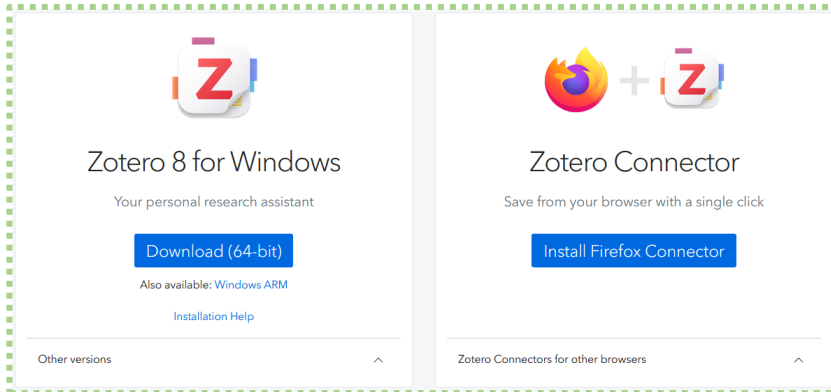 Z
Zotero 8 for Windows
Your personal research assistant
Download (64-bit)
Also available: Windows ARM
Installation Help
Other versions
Z
Zotero Connector
Save from your browser with a single click
Install Firefox Connector
Zotero Connectors for other browsers